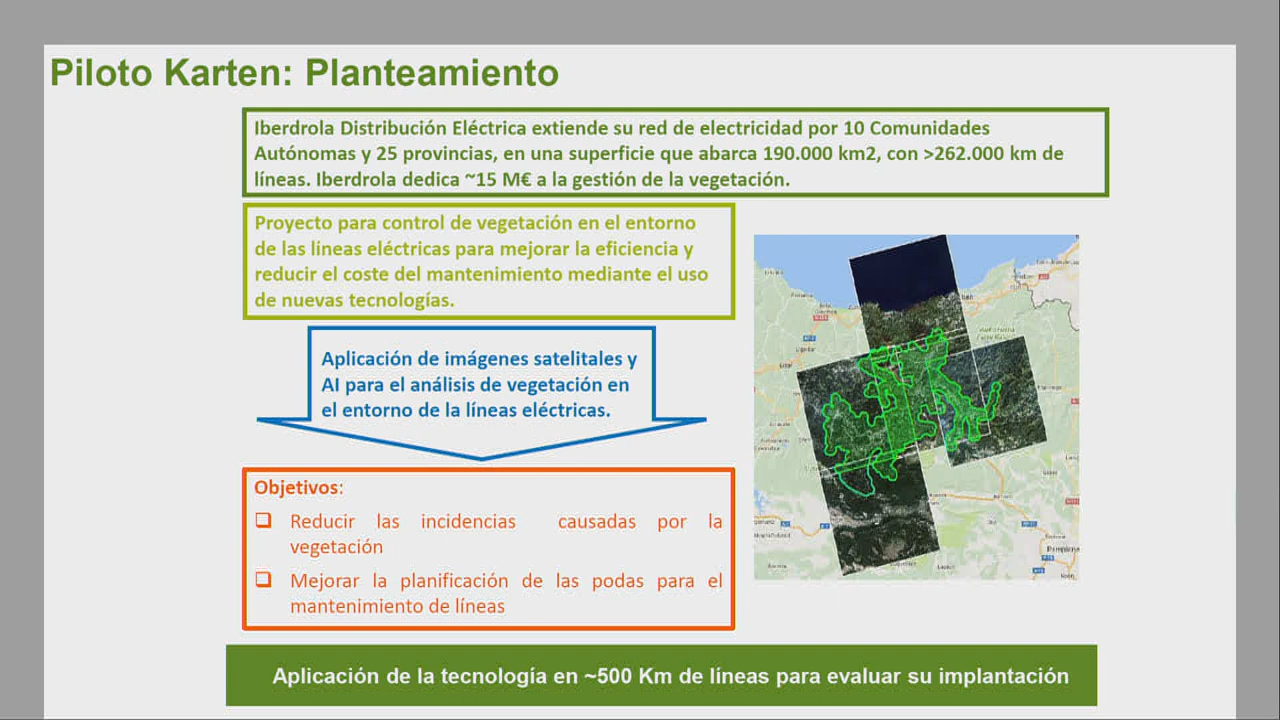 Piloto Karten: Planteamiento
Iberdrola Distribución Eléctrica extiende su red de electricidad por 10 Comunidades
Autónomas y 25 provincias, en una superficie que abarca 190.000 km2, con >262.000 km de
líneas. Iberdrola dedica ~15 M€ a la gestión de la vegetación.
Proyecto para control de vegetación en el entorno
de las líneas eléctricas para mejorar la eficiencia y
reducir el coste del mantenimiento mediante el uso
de nuevas tecnologías.
Aplicación de imágenes satelitales y
AI para el análisis de vegetación en
el entorno de la líneas eléctricas.
Objetivos:
❑ Reducir las incidencias causadas por la
vegetación
❑ Mejorar la planificación de las podas para el
mantenimiento de líneas
Aplicación de la tecnología en ~500 Km de líneas para evaluar su implantación